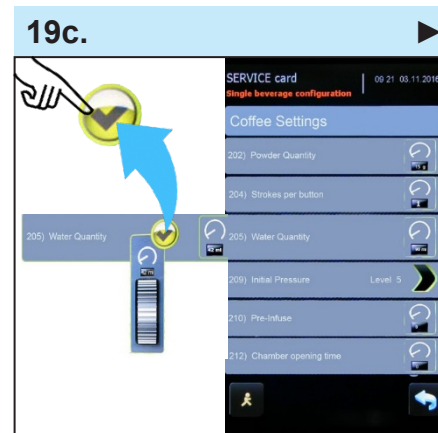 19c.
SERVICE card
09 21 03.11.2016
Single beverage configuration
Coffee Settings
202) Powder Quantity
204) Strokes per button
205) Water Quantity
205) Water Quantity
209) Initial Pressure Level 5
210) Pre-Infuse
212) Chamber opening time